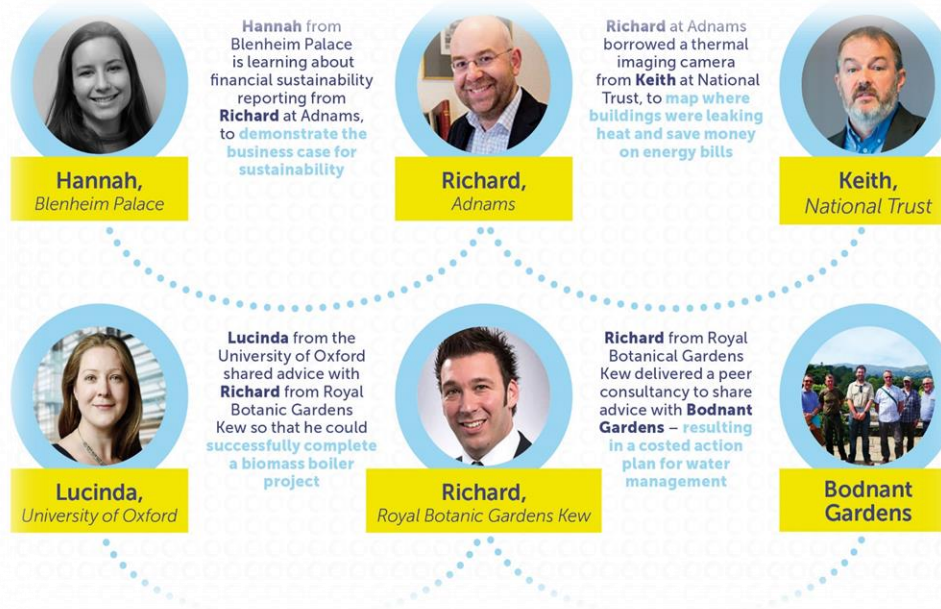 Hannah from
Blenheim Palace
is learning about
financial sustainability
reporting from
Richard at Adnams,
to demonstrate the
business case for
sustainability
Richard at Adnams
borrowed a thermal
imaging camera
from Keith at National
Trust, to map where
buildings were leaking
heat and save money
on energy bills
Hannah,
Blenheim Palace
Richard,
Adnams
Keith,
National Trust
Lucinda from the
University of Oxford
shared advice with
Richard from Royal
Botanic Gardens
Kew so that he could
successfully complete
a biomass boiler
project
Richard from Royal
Botanical Gardens
Kew delivered a peer
consultancy to share
advice with Bodnant
Gardens – resulting
in a costed action
plan for water
management
Lucinda,
University of Oxford
Richard,
Royal Botanic Gardens Kew
Bodnant
Gardens